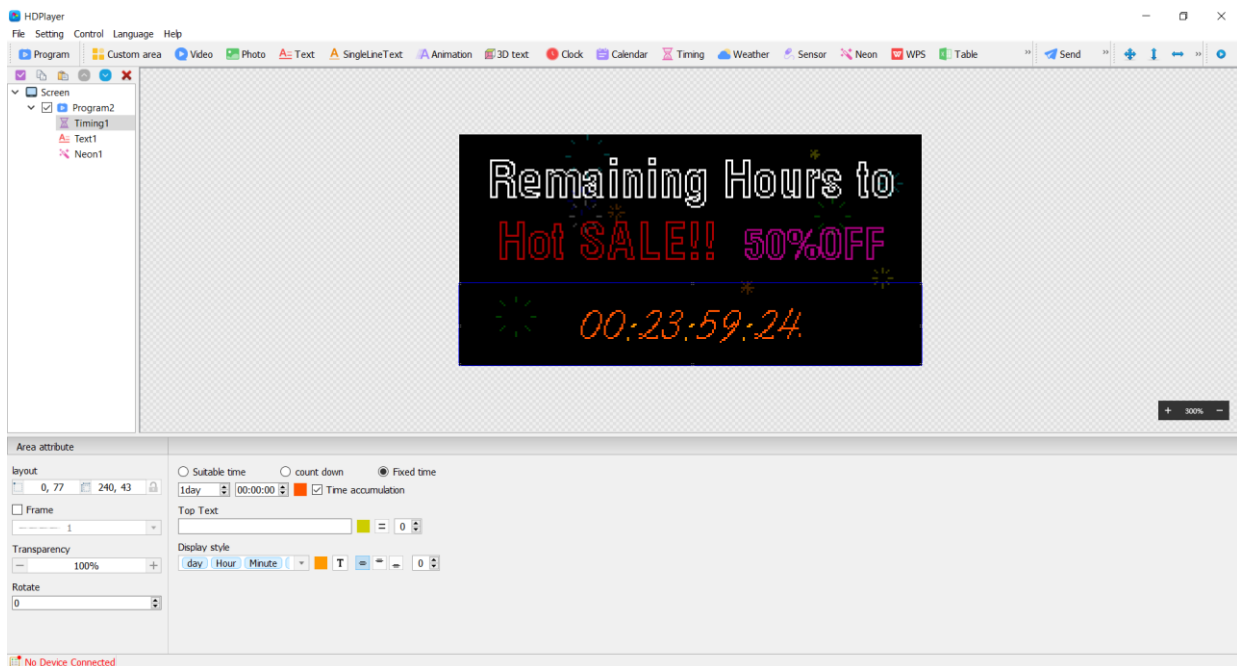 HDPlayer
File Setting Control Language Help
Program Custom area Video Photo Text SingleLineText Animation 3D text Clock Calendar Timing Weather Sensor Neon WPS Table » Send » »
Screen
Program2
Timing1
Text1
Neon1
Remaining Hours to
Hot SALE!! 50%OFF
00:23:59:24
+ 300% −
Area attribute
layout
0, 77 240, 43
Frame
1
Transparency
− 100% +
Rotate
0
Suitable time count down Fixed time
1day 00:00:00 Time accumulation
Top Text
0
Display style
day Hour Minute T 0
No Device Connected